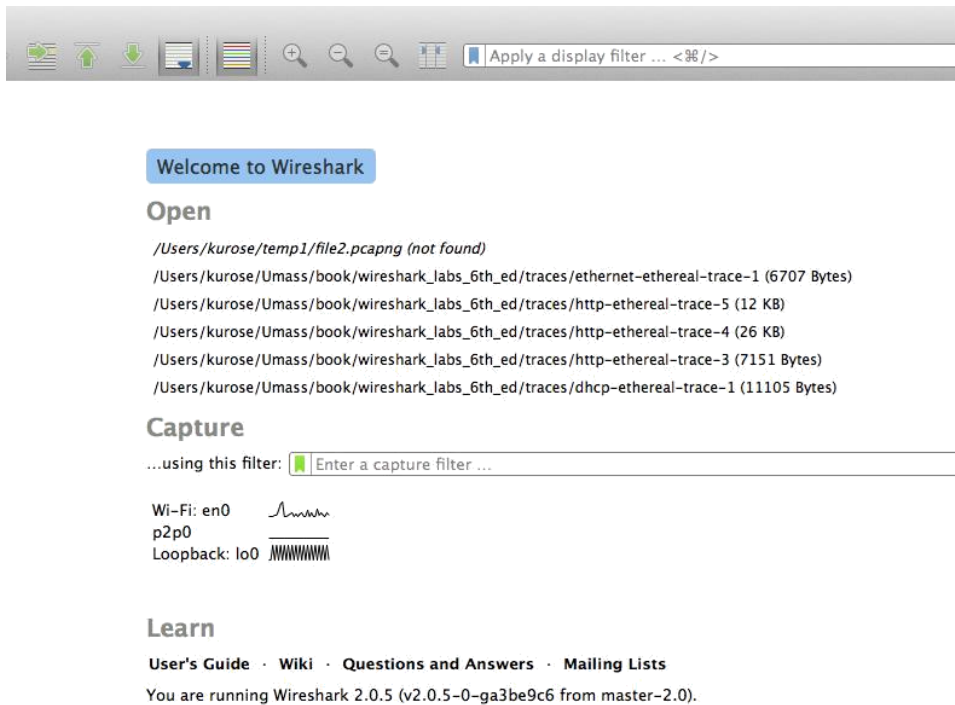 Apply a display filter ... <⌘/>
Welcome to Wireshark
Open
/Users/kurose/temp1/file2.pcapng (not found)
/Users/kurose/Umass/book/wireshark_labs_6th_ed/traces/ethernet-ethereal-trace-1 (6707 Bytes)
/Users/kurose/Umass/book/wireshark_labs_6th_ed/traces/http-ethereal-trace-5 (12 KB)
/Users/kurose/Umass/book/wireshark_labs_6th_ed/traces/http-ethereal-trace-4 (26 KB)
/Users/kurose/Umass/book/wireshark_labs_6th_ed/traces/http-ethereal-trace-3 (7151 Bytes)
/Users/kurose/Umass/book/wireshark_labs_6th_ed/traces/dhcp-ethereal-trace-1 (11105 Bytes)
Capture
...using this filter: Enter a capture filter ...
Wi-Fi: en0
p2p0
Loopback: lo0
Learn
User's Guide · Wiki · Questions and Answers · Mailing Lists
You are running Wireshark 2.0.5 (v2.0.5-0-ga3be9c6 from master-2.0).